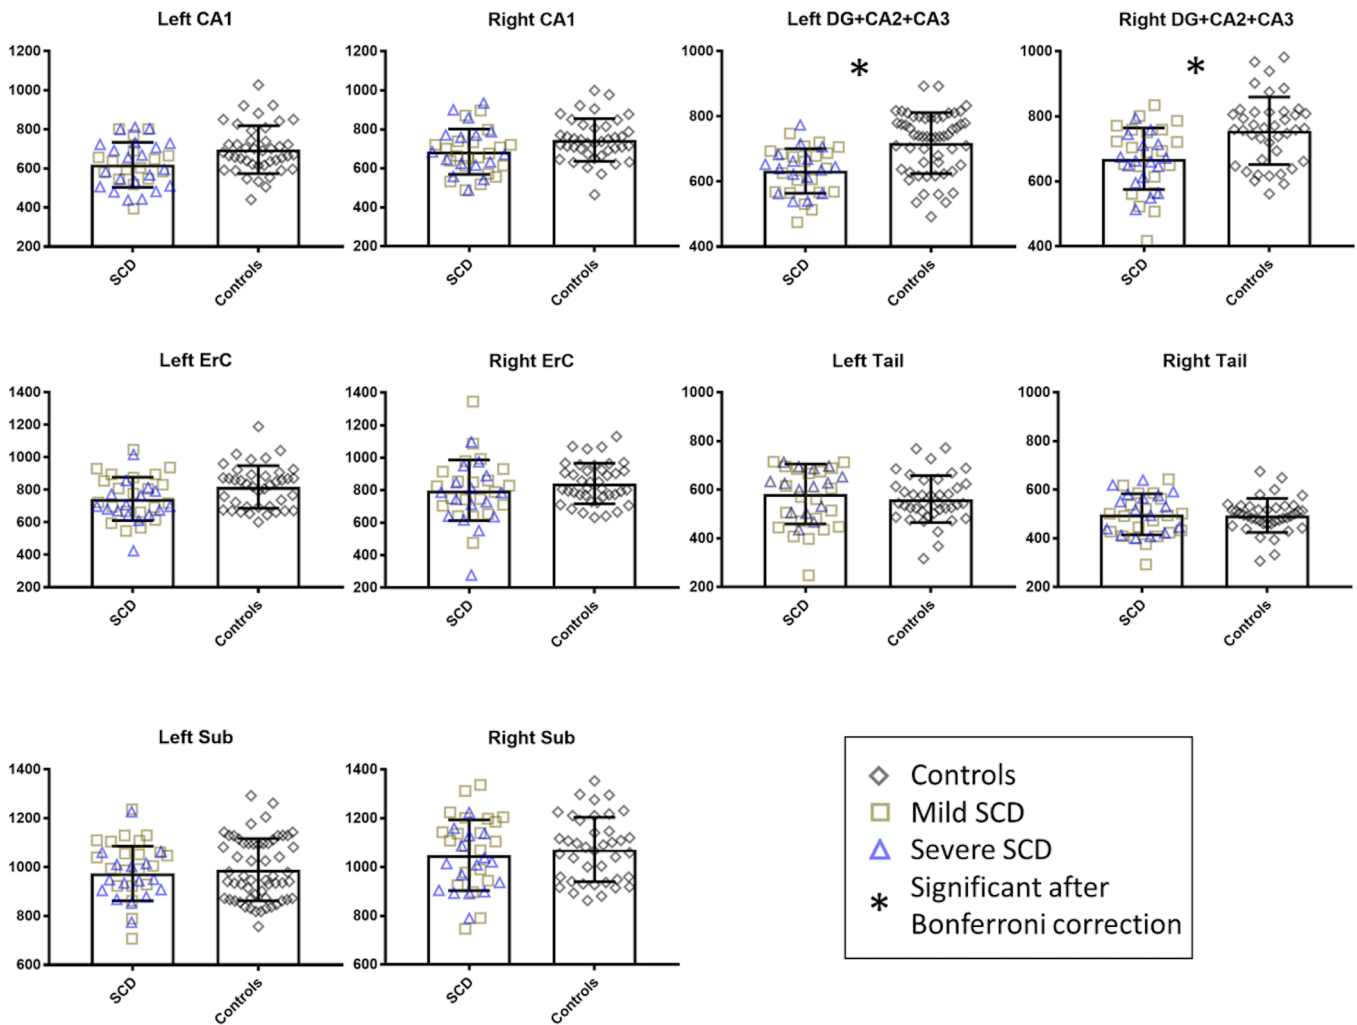 Left CA1
1200
1000
800
600
400
200
SCD
Controls
Right CA1
1200
1000
800
600
400
200
SCD
Controls
Left DG+CA2+CA3
1000
800
600
400
*
SCD
Controls
Right DG+CA2+CA3
1000
800
600
400
*
SCD
Controls
Left ErC
1400
1200
1000
800
600
400
200
SCD
Controls
Right ErC
1400
1200
1000
800
600
400
200
SCD
Controls
Left Tail
1000
800
600
400
200
SCD
Controls
Right Tail
1000
800
600
400
200
SCD
Controls
Left Sub
1400
1200
1000
800
600
SCD
Controls
Right Sub
1400
1200
1000
800
600
SCD
Controls
Controls
Mild SCD
Severe SCD
* Significant after
Bonferroni correction